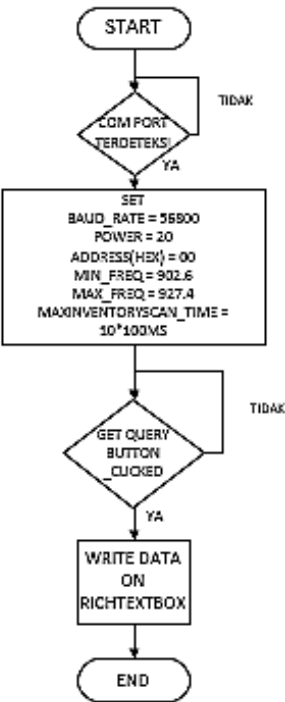 START
COM PORT
TERDETEKSI
TIDAK
YA
SET
BAUD_RATE = 56800
POWER = 20
ADDRESS(HEX) = 00
MIN_FREQ = 902.6
MAX_FREQ = 927.4
MAXINVENTORYSCAN_TIME =
10*100MS
GET QUERY
BUTTON
_CLICKED
TIDAK
YA
WRITE DATA
ON
RICHTEXTBOX
END